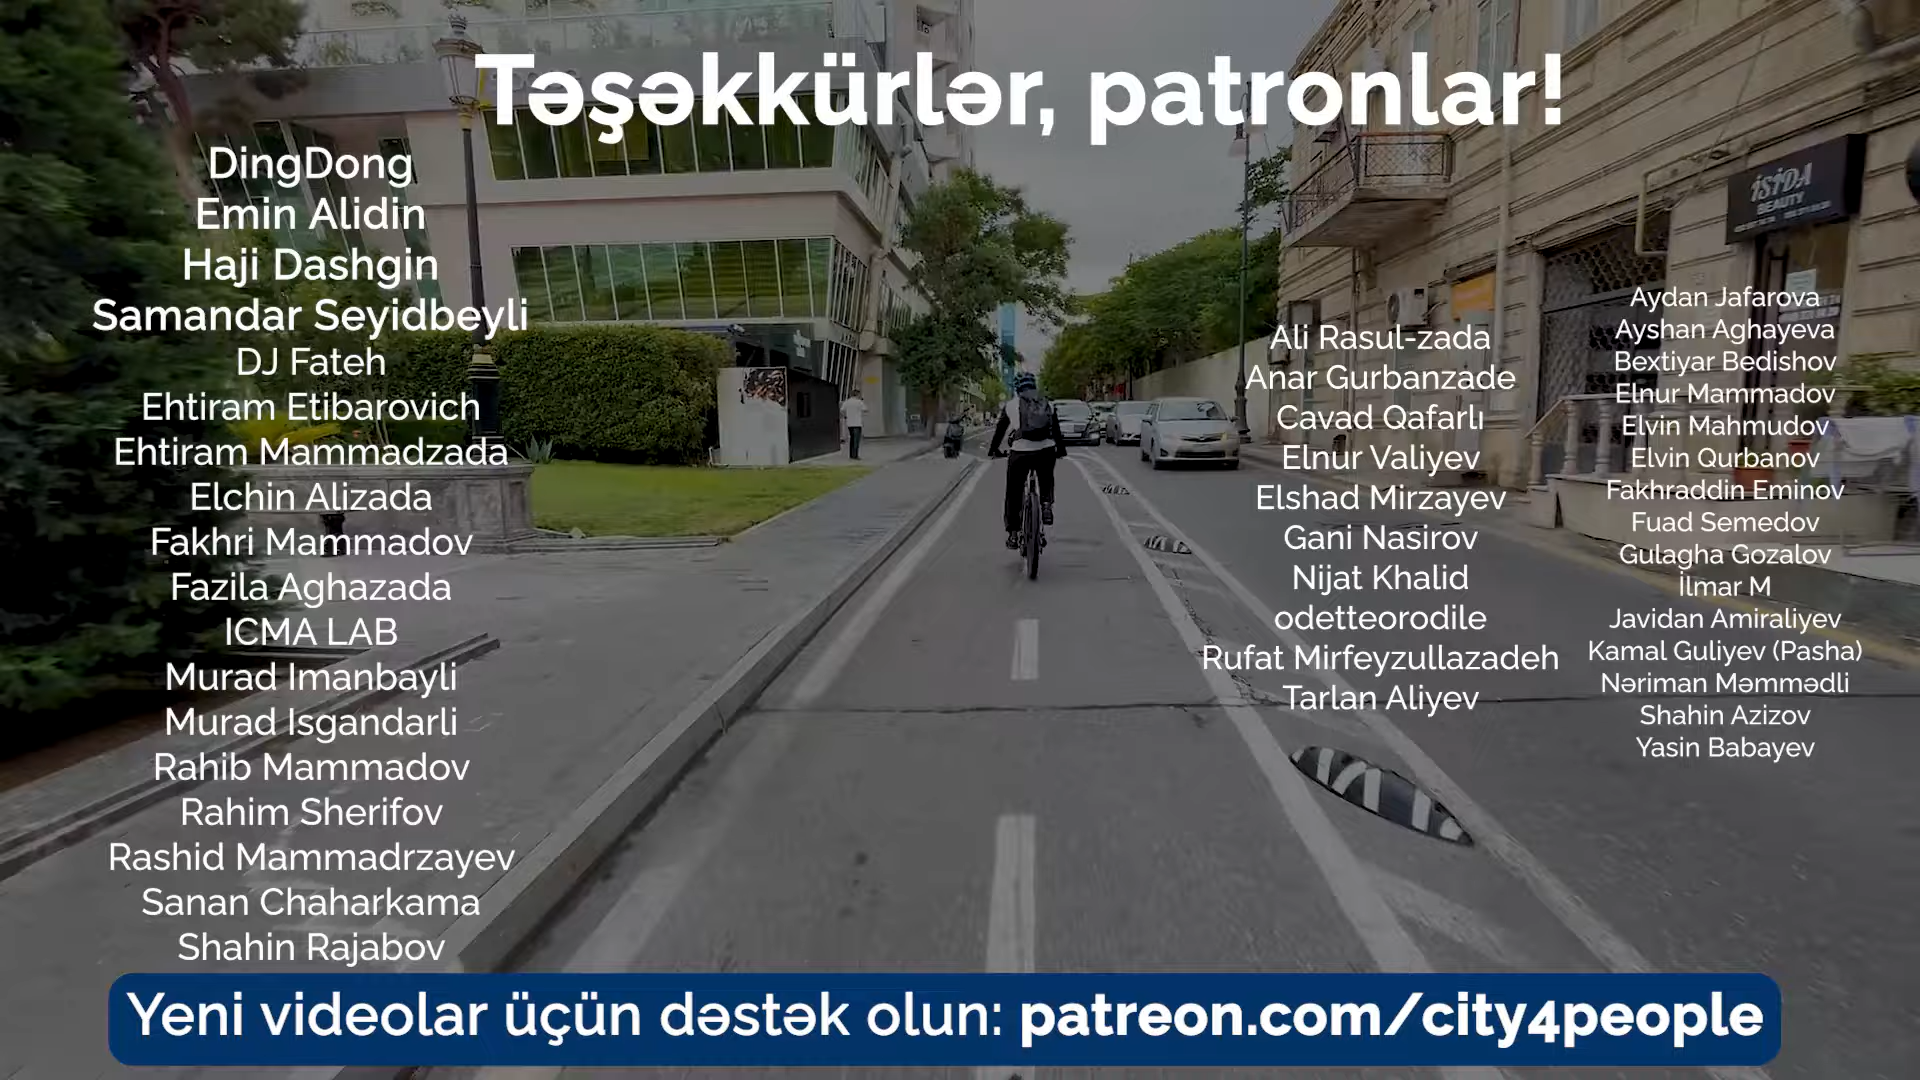 Təşəkkürlər, patronlar!
DingDong
Emin Alidin
Haji Dashgin
Samandar Seyidbeyli
DJ Fateh
Ehtiram Etibarovich
Ehtiram Mammadzada
Elchin Alizada
Fakhri Mammadov
Fazila Aghazada
ICMA LAB
Murad Imanbayli
Murad Isgandarli
Rahib Mammadov
Rahim Sherifov
Rashid Mammadrzayev
Sanan Chaharkama
Shahin Rajabov
Ali Rasul-zada
Anar Gurbanzade
Cavad Qafarlı
Elnur Valiyev
Elshad Mirzayev
Gani Nasirov
Nijat Khalid
odetteorodile
Rufat Mirfeyzullazadeh
Tarlan Aliyev
Aydan Jafarova
Ayshan Aghayeva
Bextiyar Bedishov
Elnur Mammadov
Elvin Mahmudov
Elvin Qurbanov
Fakhraddin Eminov
Fuad Semedov
Gulagha Gozalov
İlmar M
Javidan Amiraliyev
Kamal Guliyev (Pasha)
Nəriman Məmmədli
Shahin Azizov
Yasin Babayev
İSİDA
BEAUTY
Yeni videolar üçün dəstək olun: patreon.com/city4people